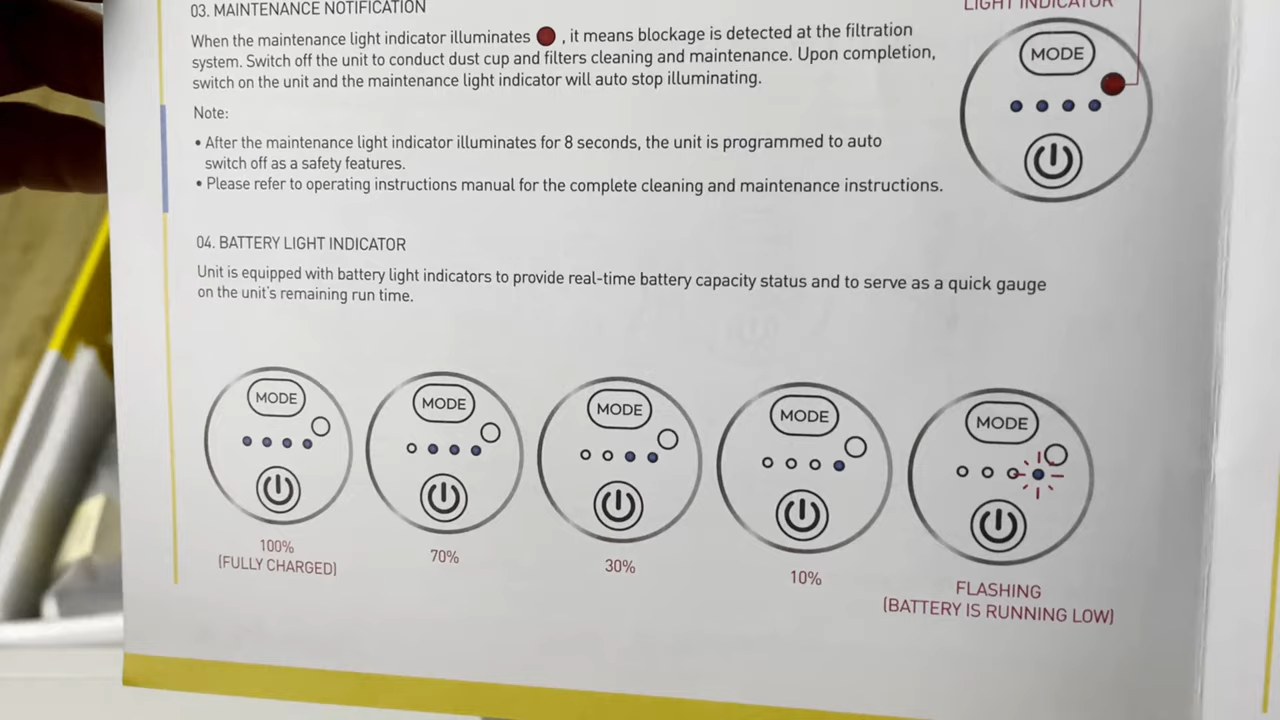 03. MAINTENANCE NOTIFICATION
LIGHT INDICATOR
When the maintenance light indicator illuminates , it means blockage is detected at the filtration
system. Switch off the unit to conduct dust cup and filters cleaning and maintenance. Upon completion,
switch on the unit and the maintenance light indicator will auto stop illuminating.
MODE
Note:
• After the maintenance light indicator illuminates for 8 seconds, the unit is programmed to auto
switch off as a safety features.
• Please refer to operating instructions manual for the complete cleaning and maintenance instructions.
04. BATTERY LIGHT INDICATOR
Unit is equipped with battery light indicators to provide real-time battery capacity status and to serve as a quick gauge
on the unit's remaining run time.
MODE
MODE
MODE
MODE
MODE
100%
(FULLY CHARGED)
70%
30%
10%
FLASHING
(BATTERY IS RUNNING LOW)